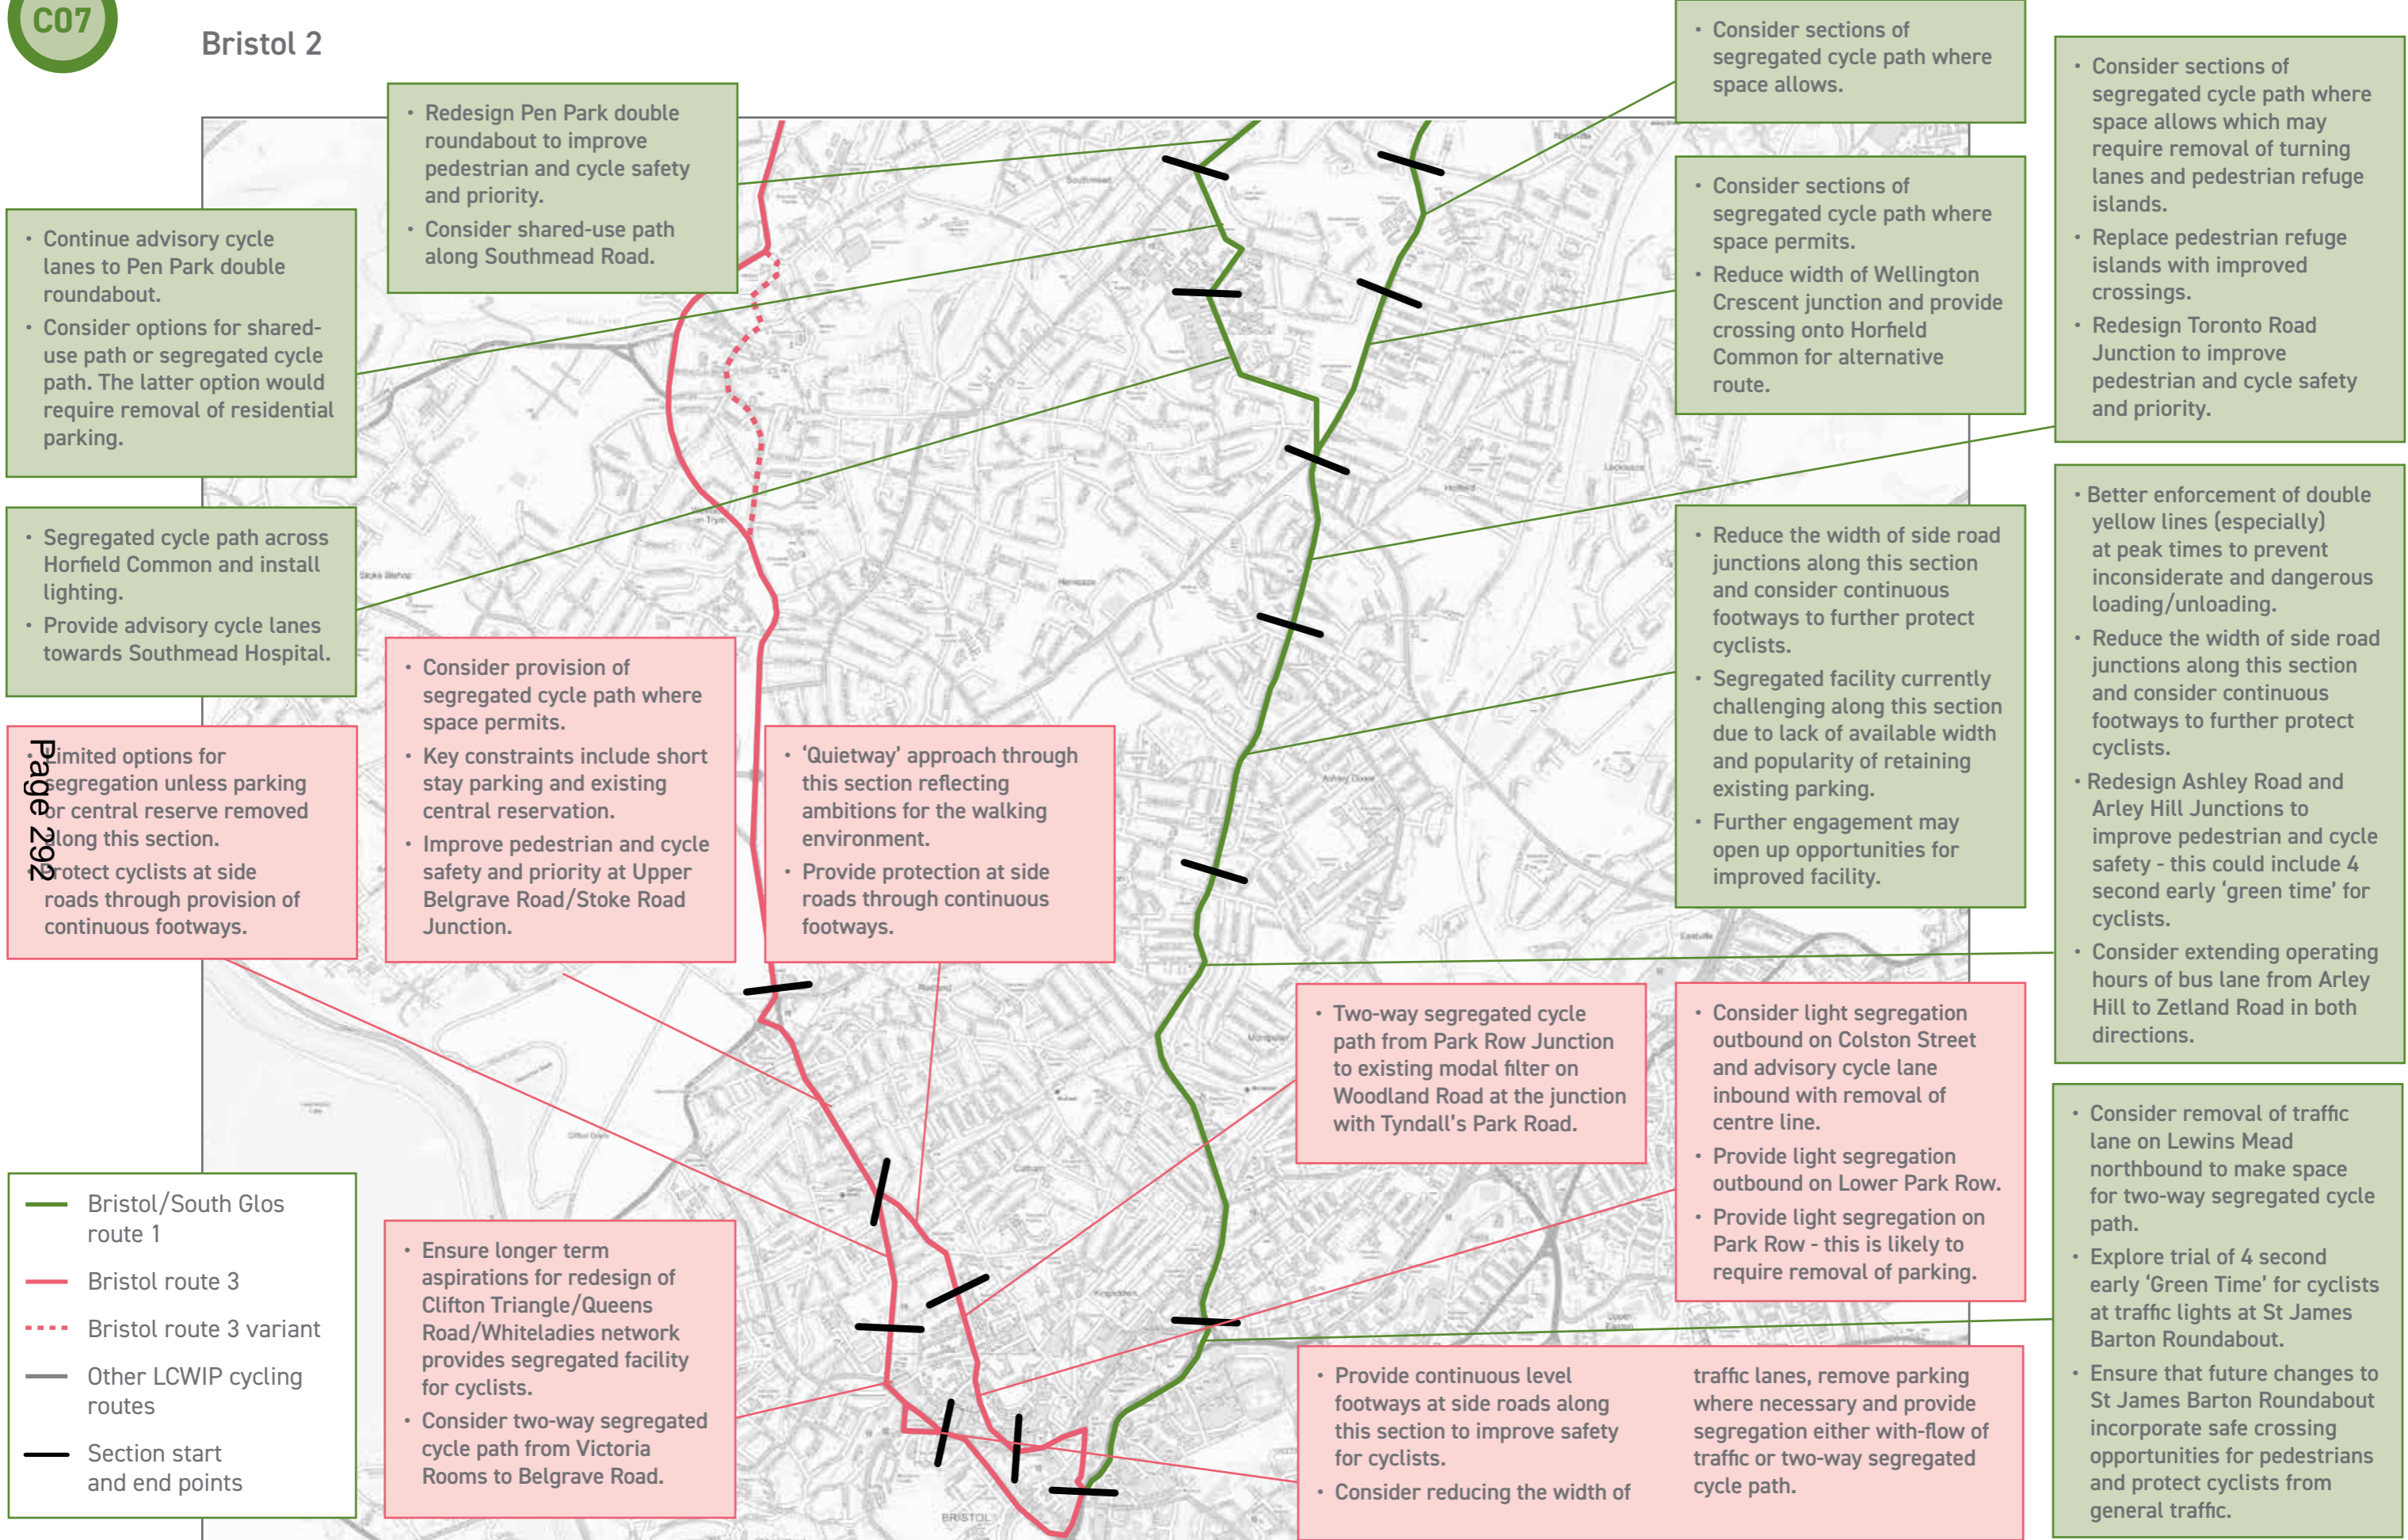 C07
Bristol 2
• Redesign Pen Park double
roundabout to improve
pedestrian and cycle safety
and priority.
• Consider shared-use path
along Southmead Road.
• Continue advisory cycle
lanes to Pen Park double
roundabout.
• Consider options for shared-
use path or segregated cycle
path. The latter option would
require removal of residential
parking.
• Segregated cycle path across
Horfield Common and install
lighting.
• Provide advisory cycle lanes
towards Southmead Hospital.
• Limited options for
segregation unless parking
or central reserve removed
along this section.
• Protect cyclists at side
roads through provision of
continuous footways.
Page 292
• Consider provision of
segregated cycle path where
space permits.
• Key constraints include short
stay parking and existing
central reservation.
• Improve pedestrian and cycle
safety and priority at Upper
Belgrave Road/Stoke Road
Junction.
• ‘Quietway’ approach through
this section reflecting
ambitions for the walking
environment.
• Provide protection at side
roads through continuous
footways.
• Ensure longer term
aspirations for redesign of
Clifton Triangle/Queens
Road/Whiteladies network
provides segregated facility
for cyclists.
• Consider two-way segregated
cycle path from Victoria
Rooms to Belgrave Road.
Bristol/South Glos
route 1
Bristol route 3
Bristol route 3 variant
Other LCWIP cycling
routes
Section start
and end points
• Consider sections of
segregated cycle path where
space allows.
• Consider sections of
segregated cycle path where
space permits.
• Reduce width of Wellington
Crescent junction and provide
crossing onto Horfield
Common for alternative
route.
• Reduce the width of side road
junctions along this section
and consider continuous
footways to further protect
cyclists.
• Segregated facility currently
challenging along this section
due to lack of available width
and popularity of retaining
existing parking.
• Further engagement may
open up opportunities for
improved facility.
• Two-way segregated cycle
path from Park Row Junction
to existing modal filter on
Woodland Road at the junction
with Tyndall’s Park Road.
• Consider light segregation
outbound on Colston Street
and advisory cycle lane
inbound with removal of
centre line.
• Provide light segregation
outbound on Lower Park Row.
• Provide light segregation on
Park Row - this is likely to
require removal of parking.
• Provide continuous level
footways at side roads along
this section to improve safety
for cyclists.
• Consider reducing the width of
traffic lanes, remove parking
where necessary and provide
segregation either with-flow of
traffic or two-way segregated
cycle path.
• Consider sections of
segregated cycle path where
space allows which may
require removal of turning
lanes and pedestrian refuge
islands.
• Replace pedestrian refuge
islands with improved
crossings.
• Redesign Toronto Road
Junction to improve
pedestrian and cycle safety
and priority.
• Better enforcement of double
yellow lines (especially)
at peak times to prevent
inconsiderate and dangerous
loading/unloading.
• Reduce the width of side road
junctions along this section
and consider continuous
footways to further protect
cyclists.
• Redesign Ashley Road and
Arley Hill Junctions to
improve pedestrian and cycle
safety - this could include 4
second early ‘green time’ for
cyclists.
• Consider extending operating
hours of bus lane from Arley
Hill to Zetland Road in both
directions.
• Consider removal of traffic
lane on Lewins Mead
northbound to make space
for two-way segregated cycle
path.
• Explore trial of 4 second
early ‘Green Time’ for cyclists
at traffic lights at St James
Barton Roundabout.
• Ensure that future changes to
St James Barton Roundabout
incorporate safe crossing
opportunities for pedestrians
and protect cyclists from
general traffic.
Southmead
Stoke Bishop
Henleaze
Horfield
Lockleaze
Ashley Down
Eastville
Redland
Clifton Down
Cotham
Kingsdown
Upper
Easton
BRISTOL